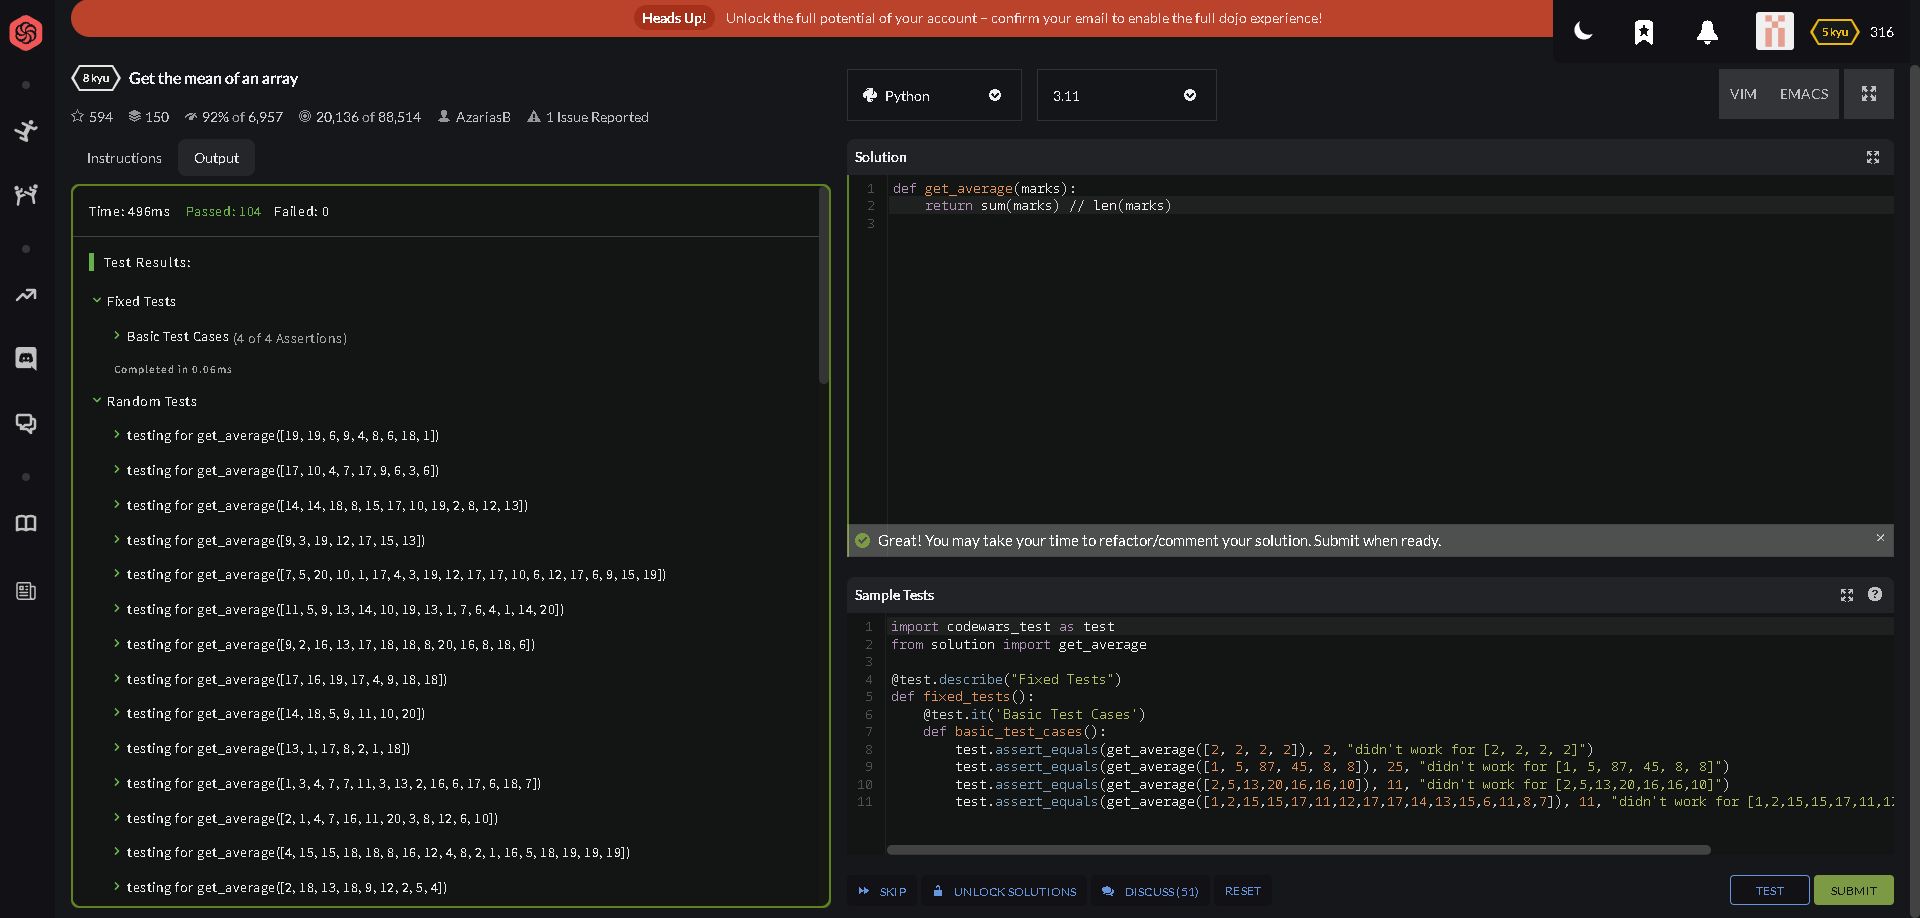 Heads Up! Unlock the full potential of your account – confirm your email to enable the full dojo experience!
5 kyu 316
8 kyu Get the mean of an array
594 150 92% of 6,957 20,136 of 88,514 AzariasB 1 Issue Reported
Instructions Output
Time: 496ms Passed: 104 Failed: 0
Test Results:
Fixed Tests
Basic Test Cases (4 of 4 Assertions)
Completed in 0.06ms
Random Tests
testing for get_average([19, 19, 6, 9, 4, 8, 6, 18, 1])
testing for get_average([17, 10, 4, 7, 17, 9, 6, 3, 6])
testing for get_average([14, 14, 18, 8, 15, 17, 10, 19, 2, 8, 12, 13])
testing for get_average([9, 3, 19, 12, 17, 15, 13])
testing for get_average([7, 5, 20, 10, 1, 17, 4, 3, 19, 12, 17, 17, 10, 6, 12, 17, 6, 9, 15, 19])
testing for get_average([11, 5, 9, 13, 14, 10, 19, 13, 1, 7, 6, 4, 1, 14, 20])
testing for get_average([9, 2, 16, 13, 17, 18, 18, 8, 20, 16, 8, 18, 6])
testing for get_average([17, 16, 19, 17, 4, 9, 18, 18])
testing for get_average([14, 18, 5, 9, 11, 10, 20])
testing for get_average([13, 1, 17, 8, 2, 1, 18])
testing for get_average([1, 3, 4, 7, 7, 11, 3, 13, 2, 16, 6, 17, 6, 18, 7])
testing for get_average([2, 1, 4, 7, 16, 11, 20, 3, 8, 12, 6, 10])
testing for get_average([4, 15, 15, 18, 18, 8, 16, 12, 4, 8, 2, 1, 16, 5, 18, 19, 19, 19])
testing for get_average([2, 18, 13, 18, 9, 12, 2, 5, 4])
Python 3.11
VIM EMACS
Solution
1 def get_average(marks):
2 return sum(marks) // len(marks)
3
Great! You may take your time to refactor/comment your solution. Submit when ready.
Sample Tests
1 import codewars_test as test
2 from solution import get_average
3
4 @test.describe("Fixed Tests")
5 def fixed_tests():
6 @test.it('Basic Test Cases')
7 def basic_test_cases():
8 test.assert_equals(get_average([2, 2, 2, 2]), 2, "didn't work for [2, 2, 2, 2]")
9 test.assert_equals(get_average([1, 5, 87, 45, 8, 8]), 25, "didn't work for [1, 5, 87, 45, 8, 8]")
10 test.assert_equals(get_average([2,5,13,20,16,16,10]), 11, "didn't work for [2,5,13,20,16,16,10]")
11 test.assert_equals(get_average([1,2,15,15,17,11,12,17,17,14,13,15,6,11,8,7]), 11, "didn't work for [1,2,15,15,17,11,1
SKIP UNLOCK SOLUTIONS DISCUSS (51) RESET TEST SUBMIT